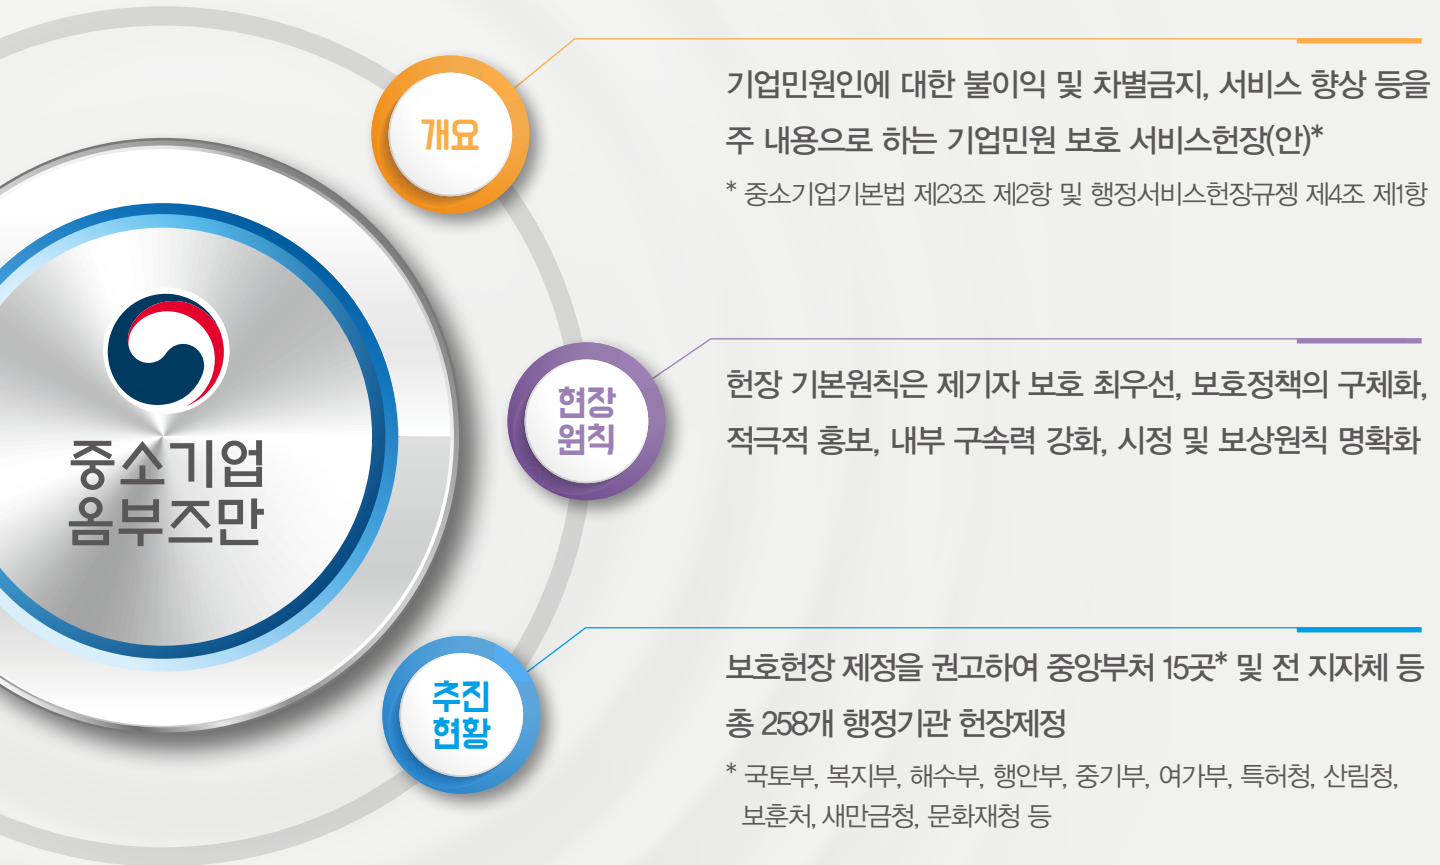 개요
기업민원인에 대한 불이익 및 차별금지, 서비스 향상 등을
주 내용으로 하는 기업민원 보호 서비스헌장(안)*
* 중소기업기본법 제23조 제2항 및 행정서비스헌장규젱 제4조 제1항
중소기업
옴부즈만
헌장
원칙
헌장 기본원칙은 제기자 보호 최우선, 보호정책의 구체화,
적극적 홍보, 내부 구속력 강화, 시정 및 보상원칙 명확화
추진
현황
보호헌장 제정을 권고하여 중앙부처 15곳* 및 전 지자체 등
총 258개 행정기관 헌장제정
* 국토부, 복지부, 해수부, 행안부, 중기부, 여가부, 특허청, 산림청,
보훈처, 새만금청, 문화재청 등